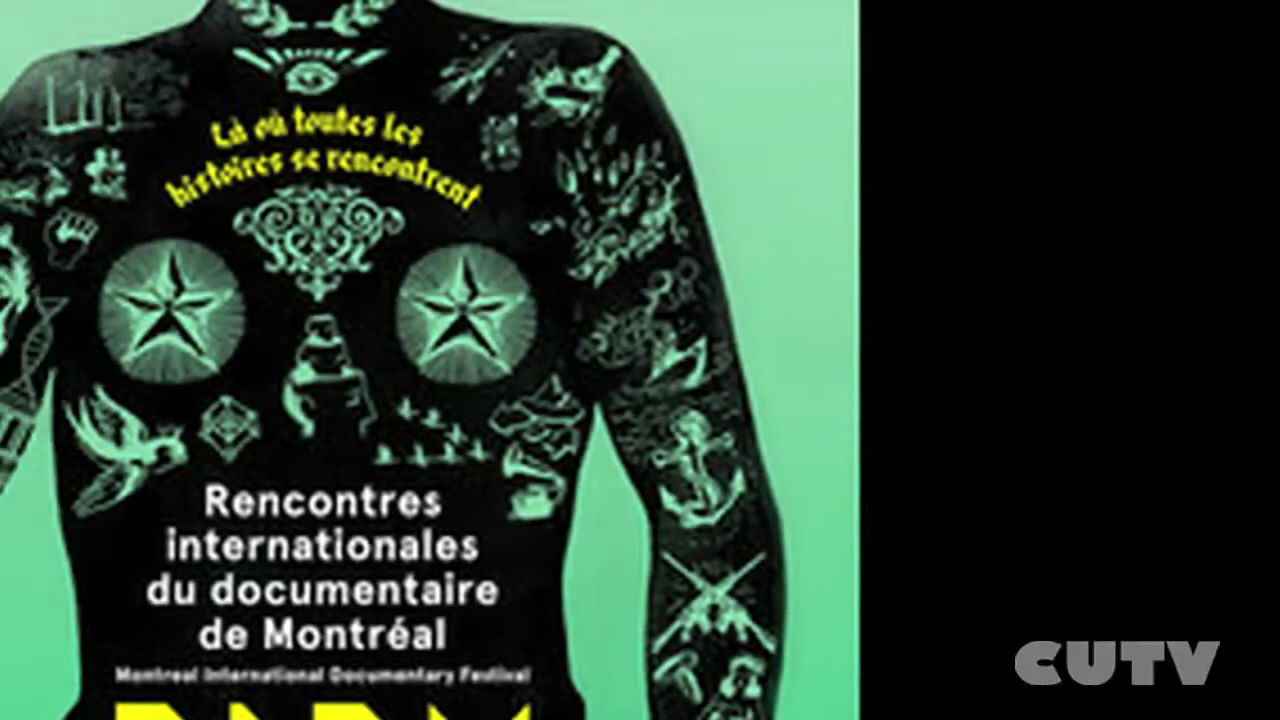 Là où toutes les
histoires se rencontrent
Rencontres
internationales
du documentaire
de Montréal
Montreal International Documentary Festival
CUTV